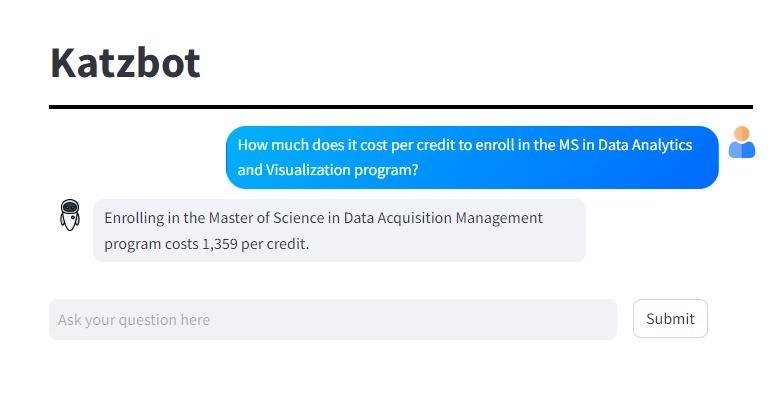 Katzbot
How much does it cost per credit to enroll in the MS in Data Analytics
and Visualization program?
Enrolling in the Master of Science in Data Acquisition Management
program costs 1,359 per credit.
Ask your question here
Submit